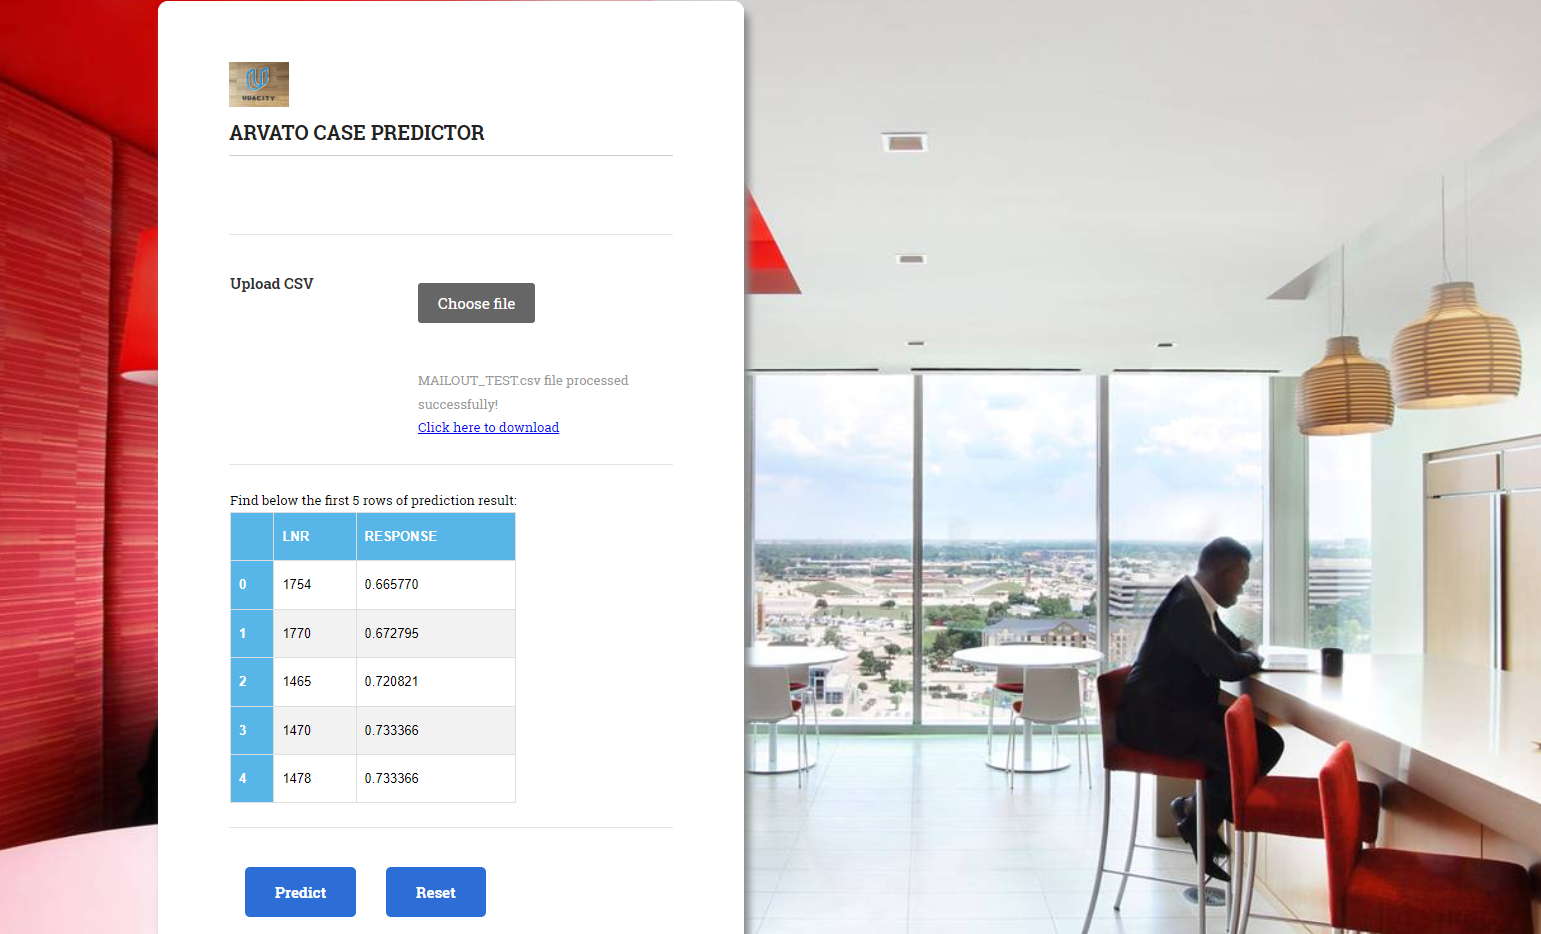 UDACITY
ARVATO CASE PREDICTOR
Upload CSV
Choose file
MAILOUT_TEST.csv file processed
successfully!
Click here to download
Find below the first 5 rows of prediction result:
LNR RESPONSE
0 1754 0.665770
1 1770 0.672795
2 1465 0.720821
3 1470 0.733366
4 1478 0.733366
Predict Reset